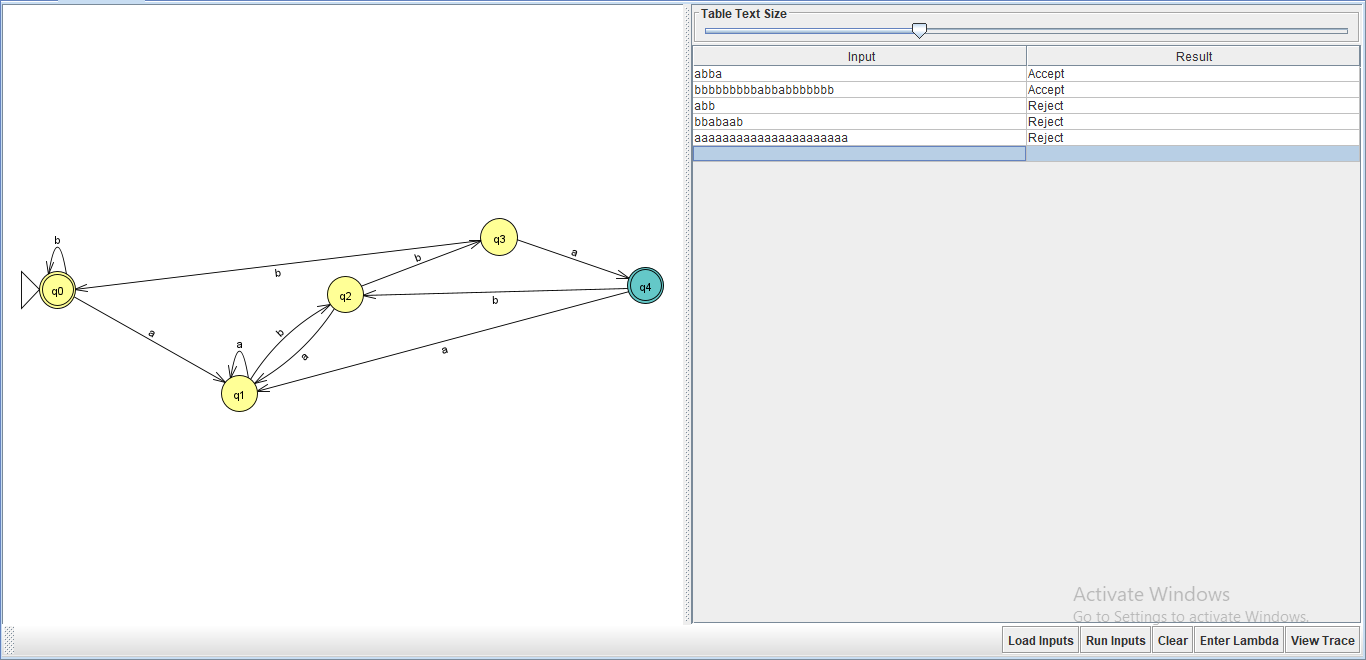 Table Text Size
Input Result
abba Accept
bbbbbbbbbabbabbbbbbb Accept
abb Reject
bbabaab Reject
aaaaaaaaaaaaaaaaaaaaaa Reject
b
q3
a
b
b
q0
q2
q4
b
a
b
a
a
a
q1
Activate Windows
Go to Settings to activate Windows.
Load Inputs Run Inputs Clear Enter Lambda View Trace